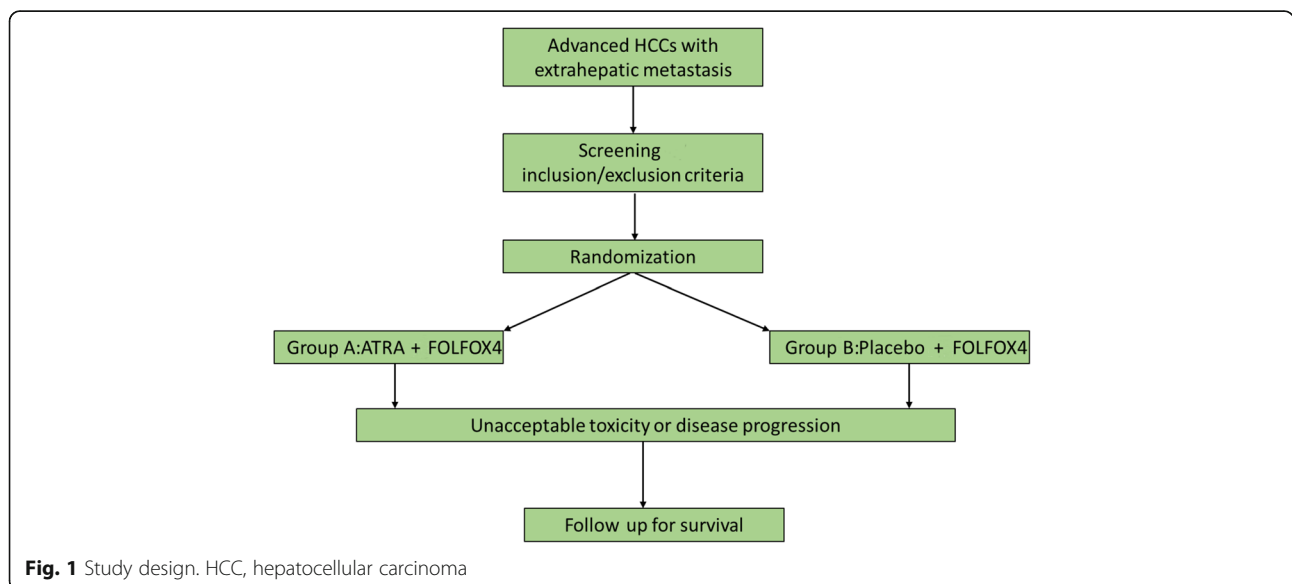 Advanced HCCs with
extrahepatic metastasis
Screening
inclusion/exclusion criteria
Randomization
Group A:ATRA + FOLFOX4
Group B:Placebo + FOLFOX4
Unacceptable toxicity or disease progression
Follow up for survival
Fig. 1 Study design. HCC, hepatocellular carcinoma